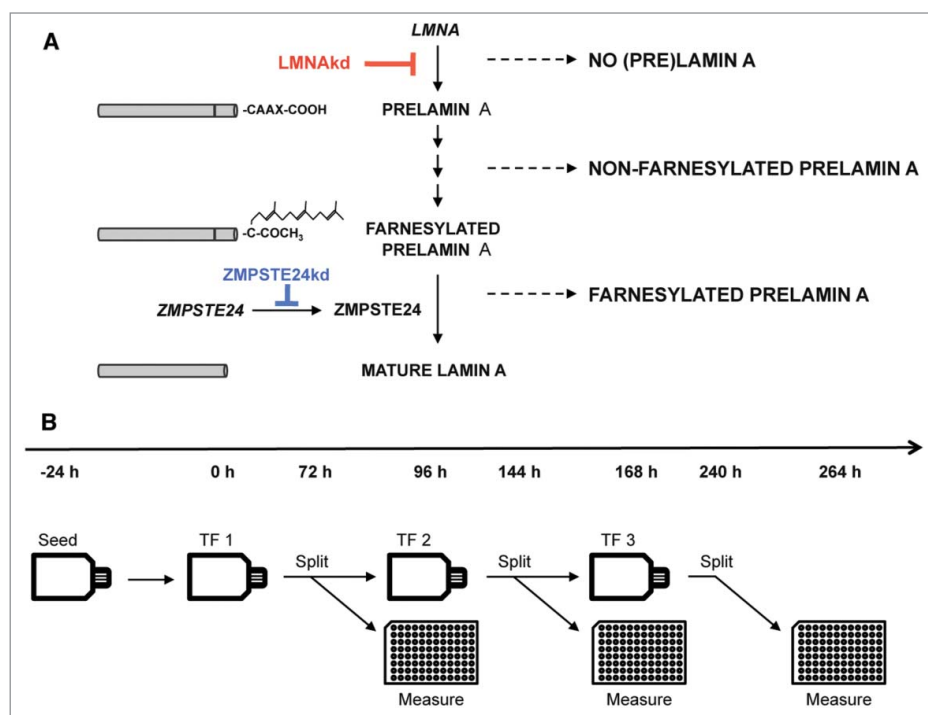 A
LMNA
LMNAkd
NO (PRE)LAMIN A
-CAAX-COOH
PRELAMIN A
NON-FARNESYLATED PRELAMIN A
-C-COCH₃
FARNESYLATED
PRELAMIN A
ZMPSTE24kd
FARNESYLATED PRELAMIN A
ZMPSTE24
ZMPSTE24
MATURE LAMIN A
B
-24 h 0 h 72 h 96 h 144 h 168 h 240 h 264 h
Seed TF 1 TF 2 TF 3
Split Split Split
Measure Measure Measure